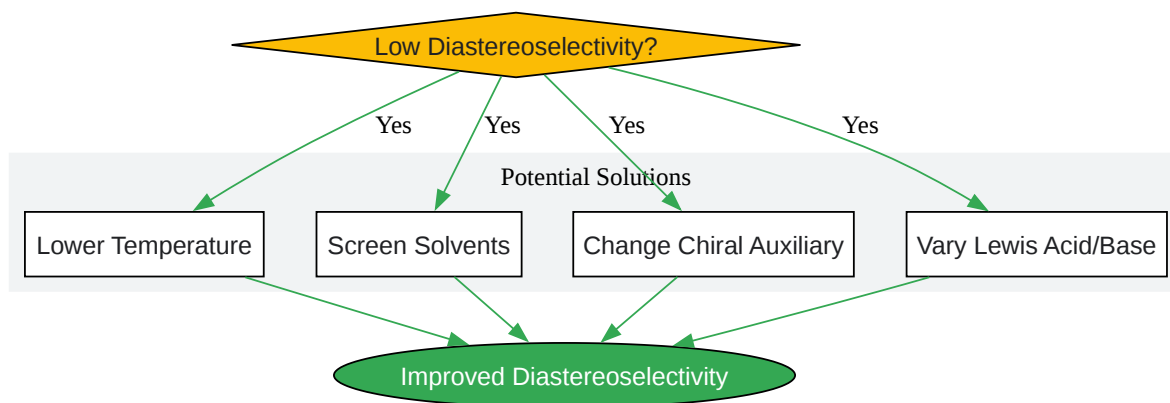 Low Diastereoselectivity?
Yes
Yes
Yes
Yes
Potential Solutions
Lower Temperature
Screen Solvents
Change Chiral Auxiliary
Vary Lewis Acid/Base
Improved Diastereoselectivity